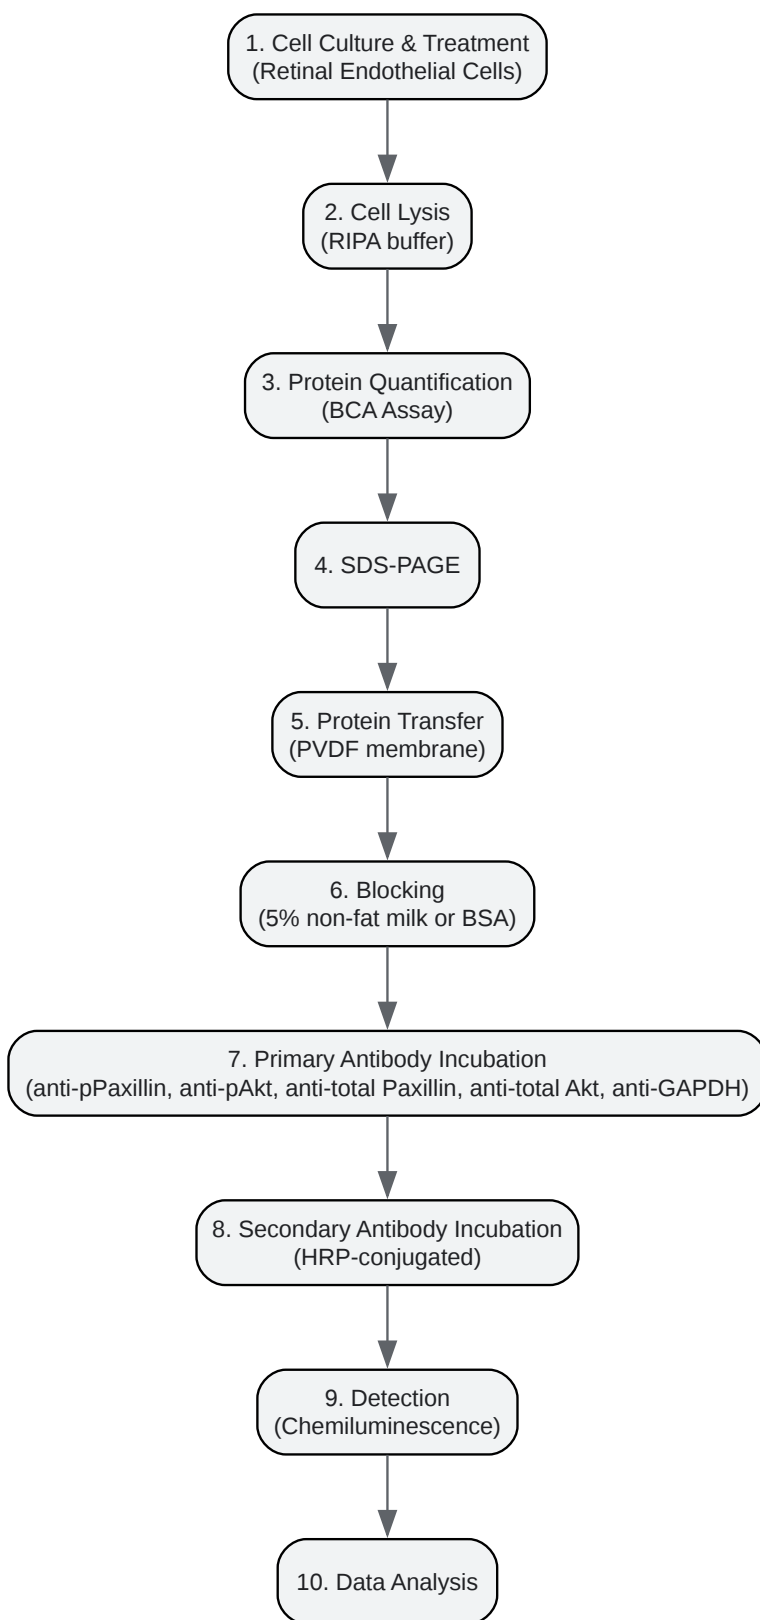 1. Cell Culture & Treatment
(Retinal Endothelial Cells)
2. Cell Lysis
(RIPA buffer)
3. Protein Quantification
(BCA Assay)
4. SDS-PAGE
5. Protein Transfer
(PVDF membrane)
6. Blocking
(5% non-fat milk or BSA)
7. Primary Antibody Incubation
(anti-pPaxillin, anti-pAkt, anti-total Paxillin, anti-total Akt, anti-GAPDH)
8. Secondary Antibody Incubation
(HRP-conjugated)
9. Detection
(Chemiluminescence)
10. Data Analysis